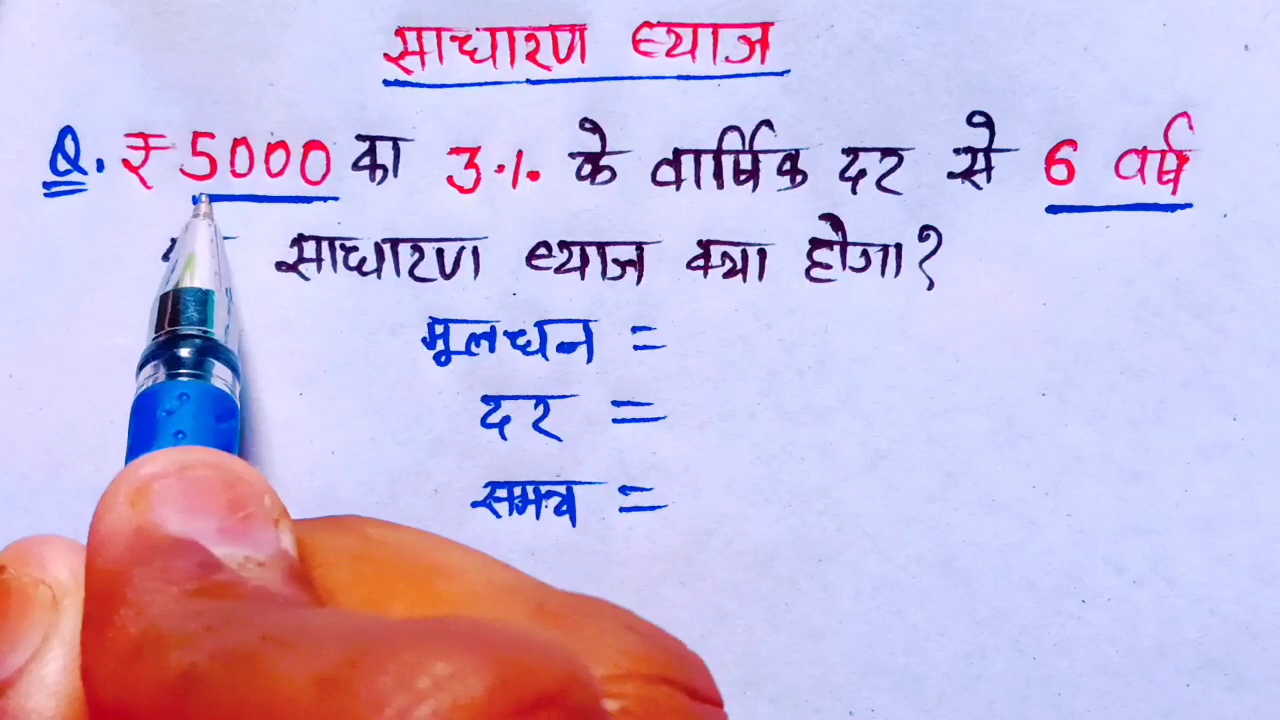 साधारण ब्याज
Q. ₹5000 का 3% के वार्षिक दर से 6 वर्ष
साधारण ब्याज क्या होगा?
मूलधन =
दर =
समय =